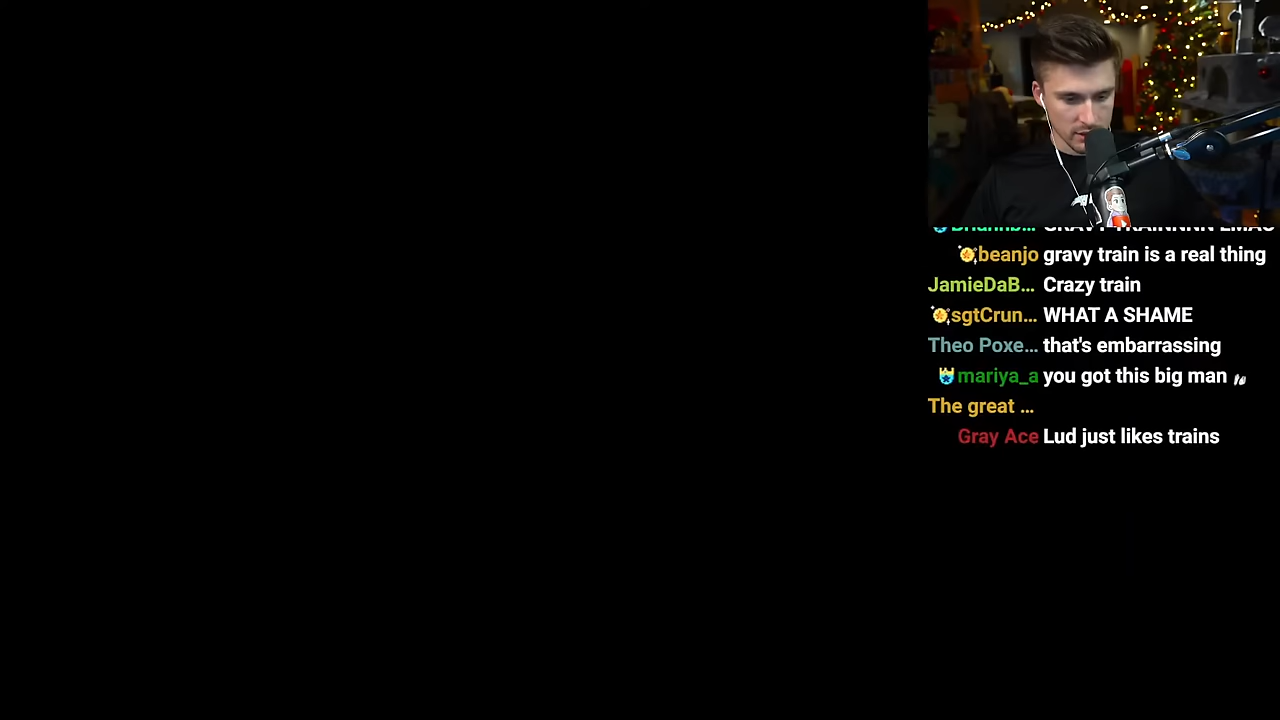 beanjo gravy train is a real thing
JamieDaB... Crazy train
sgtCrun... WHAT A SHAME
Theo Poxe... that's embarrassing
mariya_a you got this big man
The great ...
Gray Ace Lud just likes trains